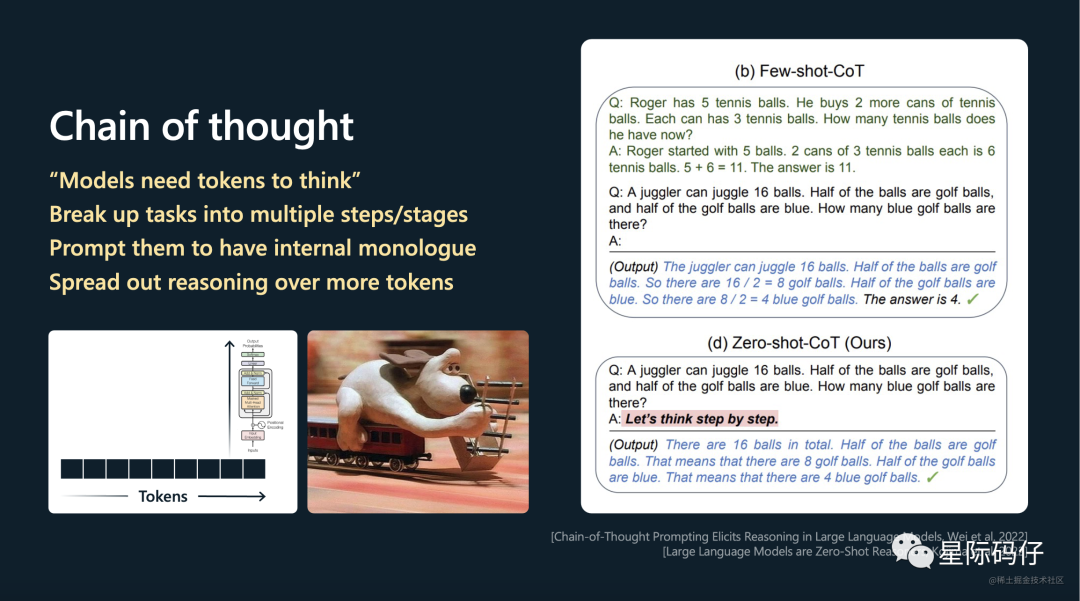 Chain of thought
“Models need tokens to think”
Break up tasks into multiple steps/stages
Prompt them to have internal monologue
Spread out reasoning over more tokens
Output
Probabilities
Positional
Encoding
Input
Embedding
Inputs
Tokens
(b) Few-shot-CoT
Q: Roger has 5 tennis balls. He buys 2 more cans of tennis
balls. Each can has 3 tennis balls. How many tennis balls does
he have now?
A: Roger started with 5 balls. 2 cans of 3 tennis balls each is 6
tennis balls. 5 + 6 = 11. The answer is 11.
Q: A juggler can juggle 16 balls. Half of the balls are golf balls,
and half of the golf balls are blue. How many blue golf balls are
there?
A:
(Output) The juggler can juggle 16 balls. Half of the balls are golf
balls. So there are 16 / 2 = 8 golf balls. Half of the golf balls are
blue. So there are 8 / 2 = 4 blue golf balls. The answer is 4. ✓
(d) Zero-shot-CoT (Ours)
Q: A juggler can juggle 16 balls. Half of the balls are golf balls,
and half of the golf balls are blue. How many blue golf balls are
there?
A: Let’s think step by step.
(Output) There are 16 balls in total. Half of the balls are golf
balls. That means that there are 8 golf balls. Half of the golf balls
are blue. That means that there are 4 blue golf balls. ✓
[Chain-of-Thought Prompting Elicits Reasoning in Large Language Models, Wei et al. 2022]
[Large Language Models are Zero-Shot
星际码仔
@稀土掘金技术社区